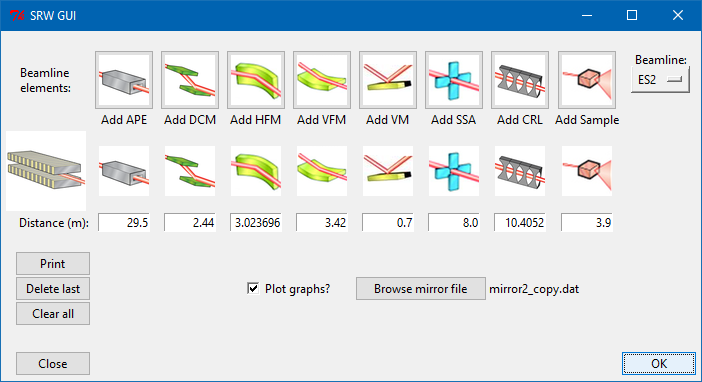 SRW GUI
Beamline elements:
Beamline:
ES2
Add APE Add DCM Add HFM Add VFM Add VM Add SSA Add CRL Add Sample
Distance (m): 29.5 2.44 3.023696 3.42 0.7 8.0 10.4052 3.9
Print
Delete last
Plot graphs? Browse mirror file mirror2_copy.dat
Clear all
Close
OK